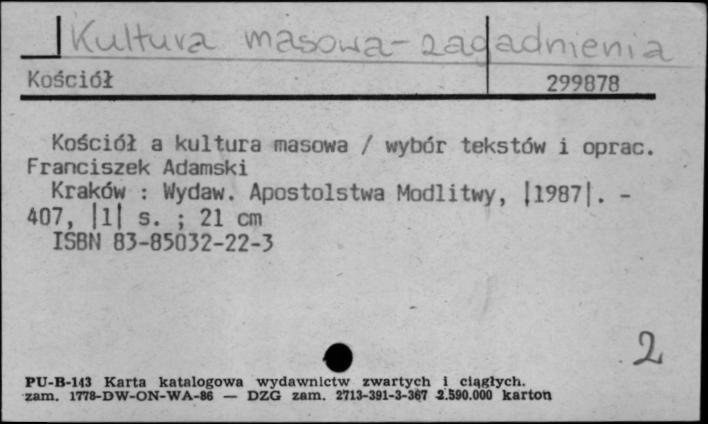 Kultura masowa - zagadnienia
Kościół 299878
Kościół a kultura masowa / wybór tekstów i oprac.
Franciszek Adamski
Kraków : Wydaw. Apostolstwa Modlitwy, |1987|. -
407, |1| s. ; 21 cm
ISBN 83-85032-22-3
2
PU-B-143 Karta katalogowa wydawnictw zwartych i ciągłych.
zam. 1778-DW-ON-WA-86 — DZG zam. 2713-391-3-367 2.590.000 karton